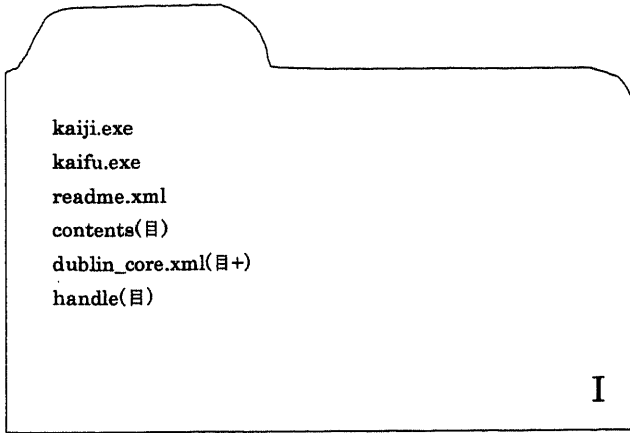 kaiji.exe
kaifu.exe
readme.xml
contents(目)
dublin_core.xml(目+)
handle(目)
I